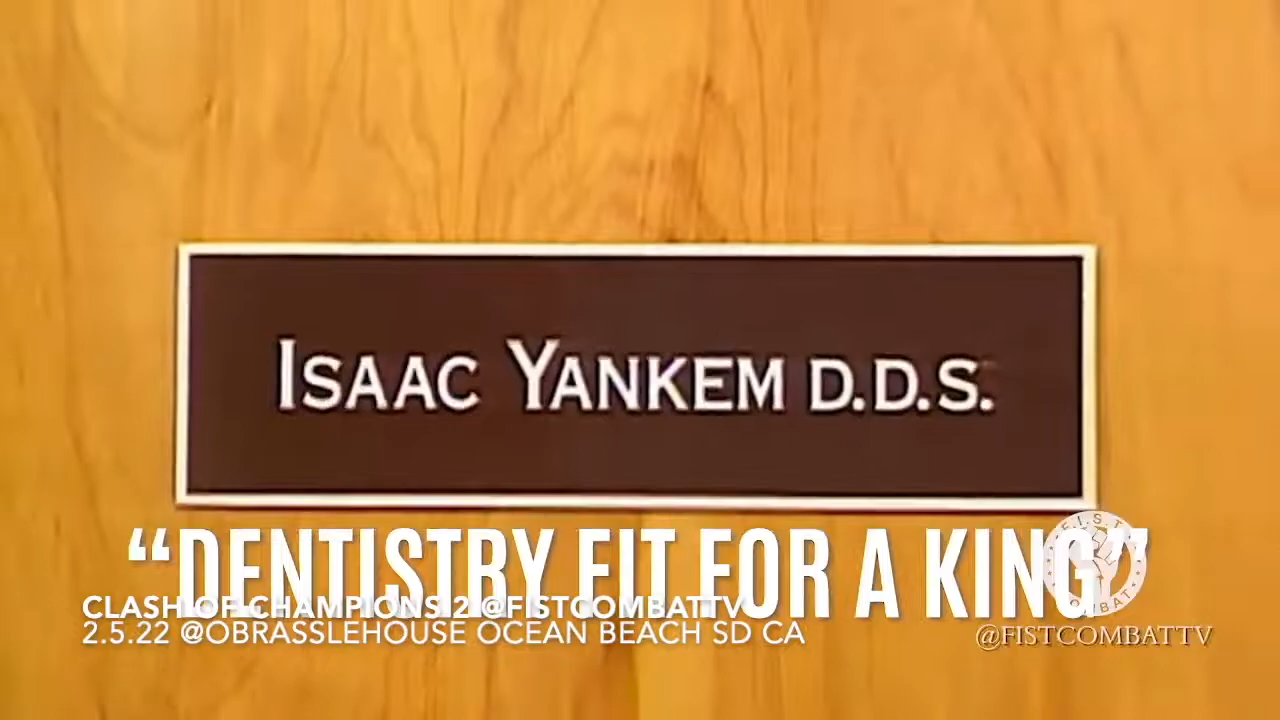 ISAAC YANKEM D.D.S.
“DENTISTRY FIT FOR A KING”
CLASH OF CHAMPIONS 2 @FISTCOMBATTV
2.5.22 @OBRASSLEHOUSE OCEAN BEACH SD CA
F.I.S.T.
COMBAT
@FISTCOMBATTV